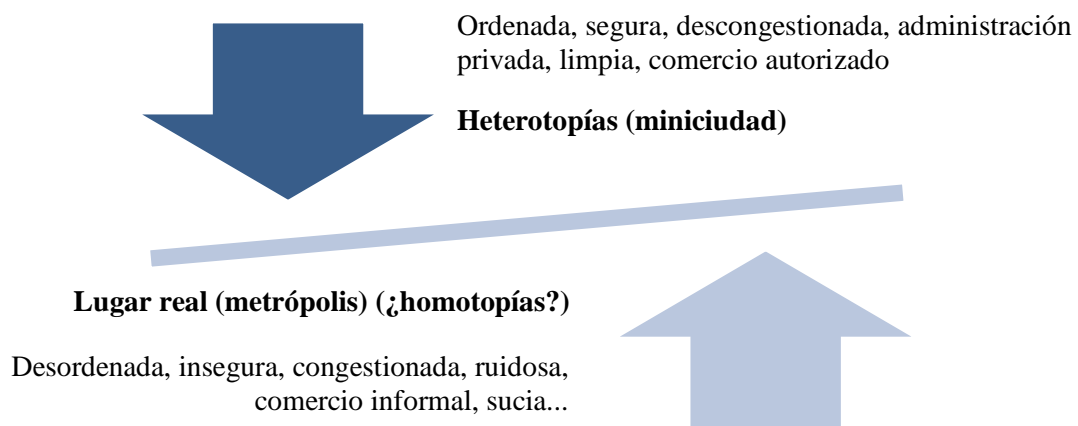 Ordenada, segura, descongestionada, administración
privada, limpia, comercio autorizado
Heterotopías (miniciudad)
Lugar real (metrópolis) (¿homotopías?)
Desordenada, insegura, congestionada, ruidosa,
comercio informal, sucia...